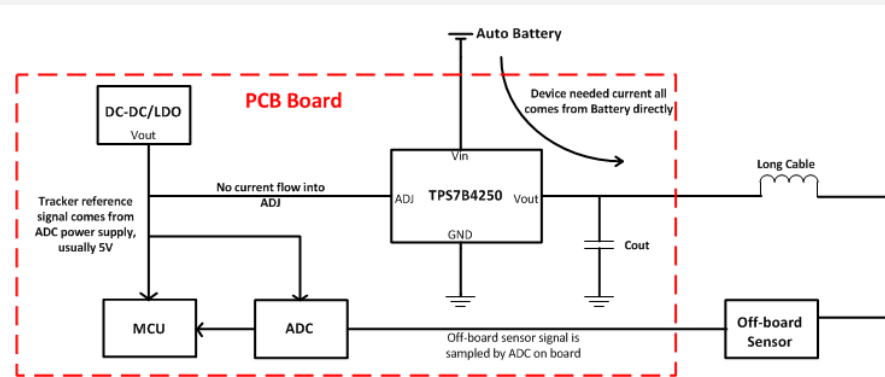 Auto Battery
PCB Board
Device needed current all
comes from Battery directly
DC-DC/LDO
Vout
Vin
Long Cable
No current flow into
ADJ
ADJ
TPS7B4250
Vout
Tracker reference
signal comes from
ADC power supply,
usually 5V
GND
Cout
MCU
ADC
Off-board
Sensor
Off-board sensor signal is
sampled by ADC on board